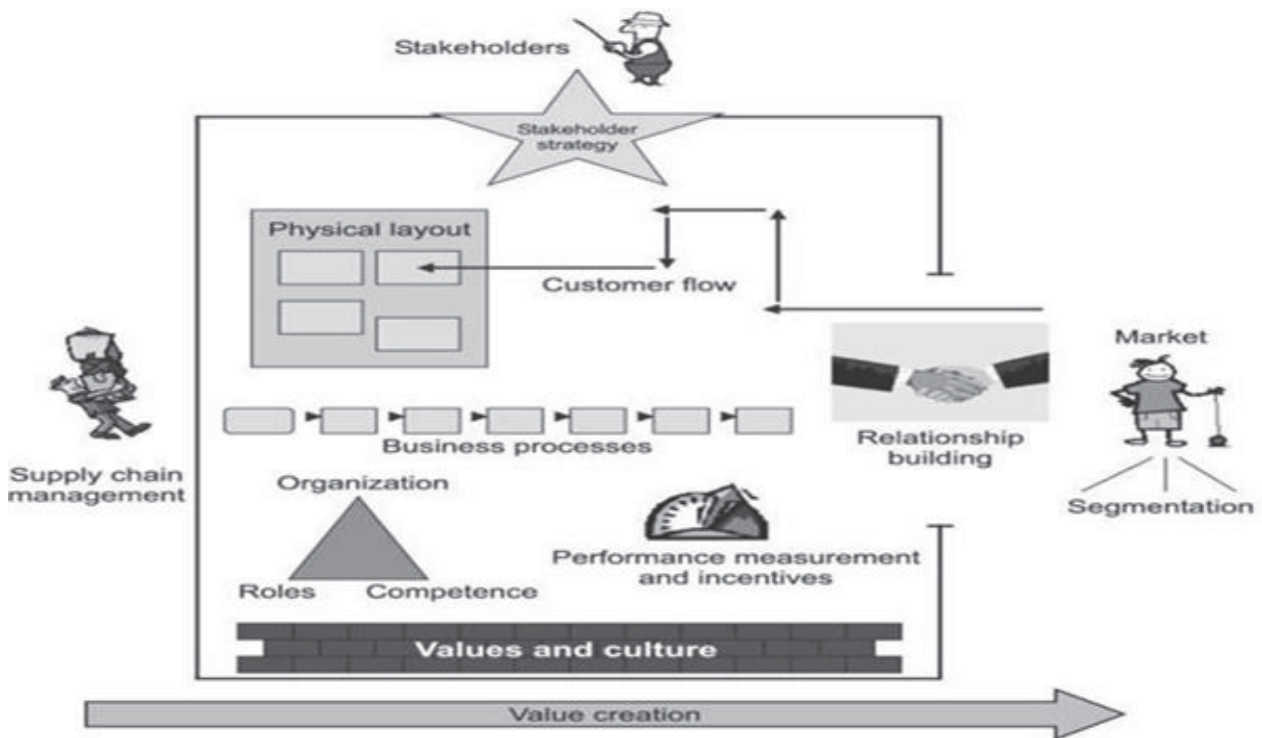 Stakeholders
Stakeholder
strategy
Physical layout
Customer flow
Market
Business processes
Relationship
building
Supply chain
management
Organization
Segmentation
Performance measurement
and incentives
Roles
Competence
Values and culture
Value creation